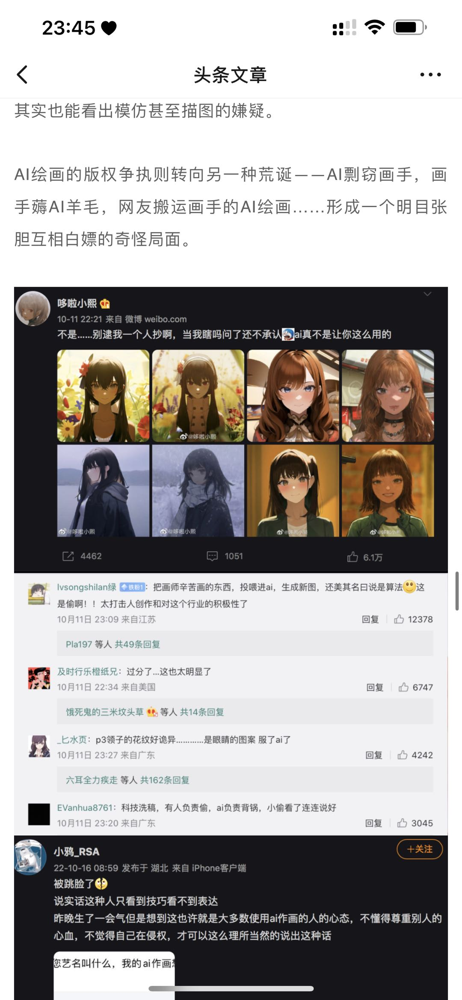 23:45
头条文章
其实也能看出模仿甚至描图的嫌疑。
AI绘画的版权争执则转向另一种荒诞——AI剽窃画手，画
手薅AI羊毛，网友搬运画手的AI绘画……形成一个明目张
胆互相白嫖的奇怪局面。
哆啦小熙
10-11 22:21 来自 微博 weibo.com
不是……别逮我一个人抄啊，当我瞎吗问了还不承认ai真不是让你这么用的
@哆啦小熙
@哆啦小熙
@哆啦小熙
@哆啦小熙
@哆啦小熙
4462
1051
6.1万
lvsongshilan绿 铁粉1：把画师辛苦画的东西，投喂进ai，生成新图，还美其名曰说是算法这
是偷啊！！太打击人创作和对这个行业的积极性了
10月11日 23:09 来自江苏 回复 12378
Pla197 等人 共49条回复
及时行乐橙纸兄：过分了...这也太明显了
10月11日 22:34 来自美国 回复 6747
饿死鬼的三米坟头草 等人 共14条回复
_匕水页：p3领子的花纹好诡异............是眼睛的图案 服了ai了
10月11日 23:27 来自广东 回复 4242
六耳全力疾走 等人 共162条回复
EVanhua8761：科技洗稿，有人负责偷，ai负责背锅，小偷看了连连说好
10月11日 23:20 来自广东 回复 3045
小鸦_RSA
＋关注
22-10-16 08:59 发布于 湖北 来自 iPhone客户端
被跳脸了
说实话这种人只看到技巧看不到表达
昨晚生了一会气但是想到这也许就是大多数使用ai作画的人的心态，不懂得尊重别人的
心血，不觉得自己在侵权，才可以这么理所当然的说出这种话
您艺名叫什么，我的ai作画想